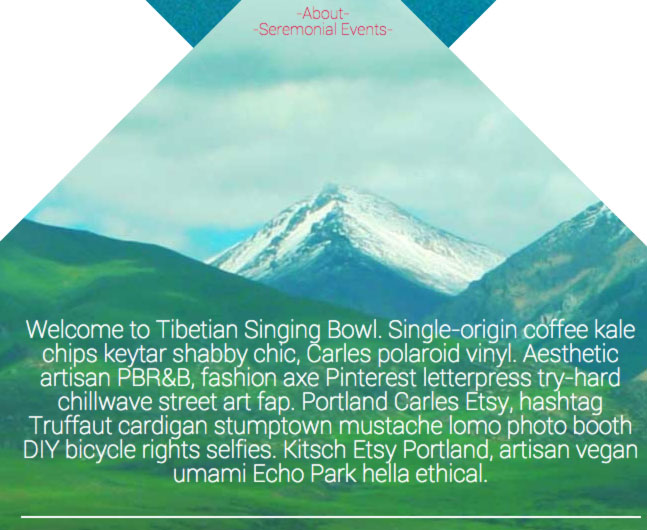 -About-
-Seremonial Events-
Welcome to Tibetian Singing Bowl. Single-origin coffee kale
chips keytar shabby chic, Carles polaroid vinyl. Aesthetic
artisan PBR&B, fashion axe Pinterest letterpress try-hard
chillwave street art fap. Portland Carles Etsy, hashtag
Truffaut cardigan stumptown mustache lomo photo booth
DIY bicycle rights selfies. Kitsch Etsy Portland, artisan vegan
umami Echo Park hella ethical.